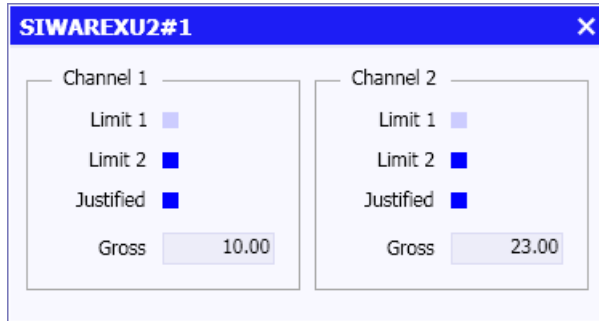 SIWAREXU2#1
Channel 1
Limit 1
Limit 2
Justified
Gross 10.00
Channel 2
Limit 1
Limit 2
Justified
Gross 23.00